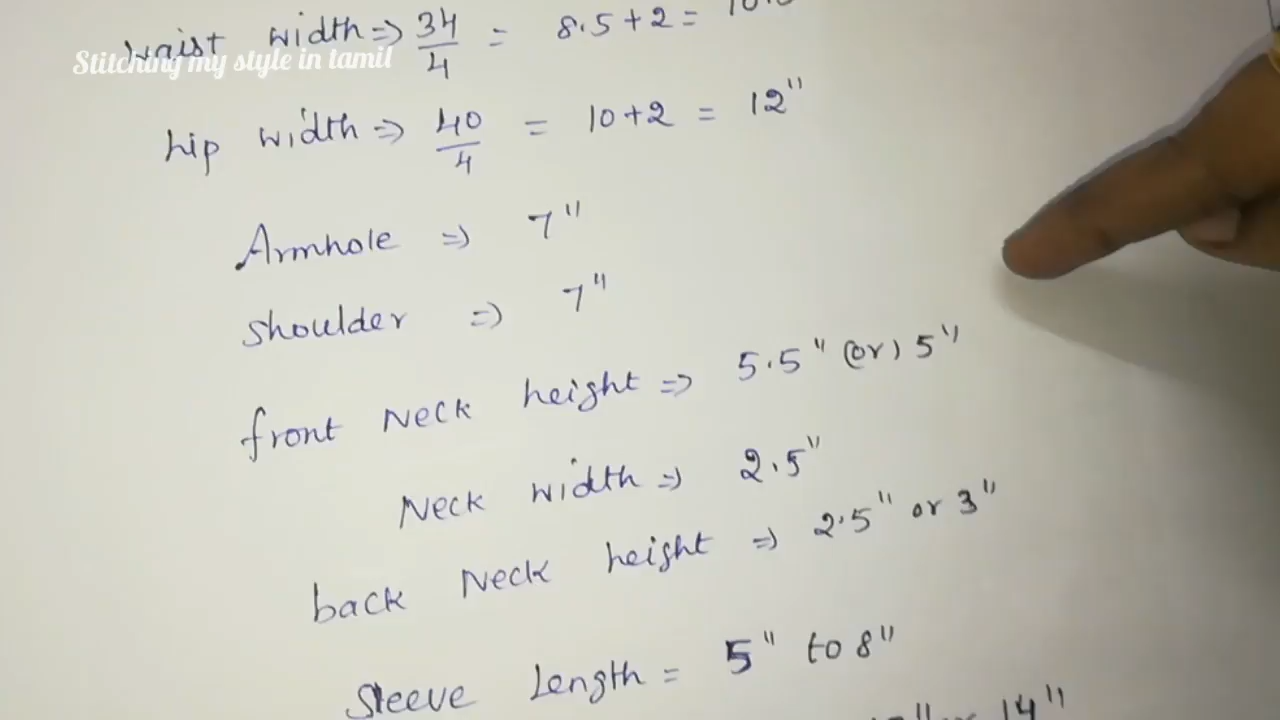 waist width => 34/4 = 8.5+2=
Stitching my style in tamil
hip width => 40/4 = 10+2 = 12"
Armhole => 7"
shoulder => 7"
front Neck height => 5.5" (or) 5"
Neck width => 2.5"
back Neck height => 2.5" or 3"
Sleeve Length = 5" to 8"
14"